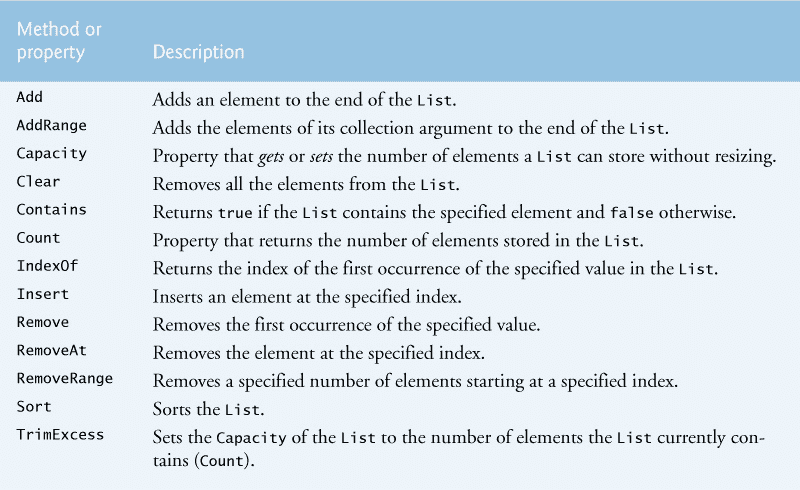 Method or
property Description
Add Adds an element to the end of the List.
AddRange Adds the elements of its collection argument to the end of the List.
Capacity Property that gets or sets the number of elements a List can store without resizing.
Clear Removes all the elements from the List.
Contains Returns true if the List contains the specified element and false otherwise.
Count Property that returns the number of elements stored in the List.
IndexOf Returns the index of the first occurrence of the specified value in the List.
Insert Inserts an element at the specified index.
Remove Removes the first occurrence of the specified value.
RemoveAt Removes the element at the specified index.
RemoveRange Removes a specified number of elements starting at a specified index.
Sort Sorts the List.
TrimExcess Sets the Capacity of the List to the number of elements the List currently con-
tains (Count).